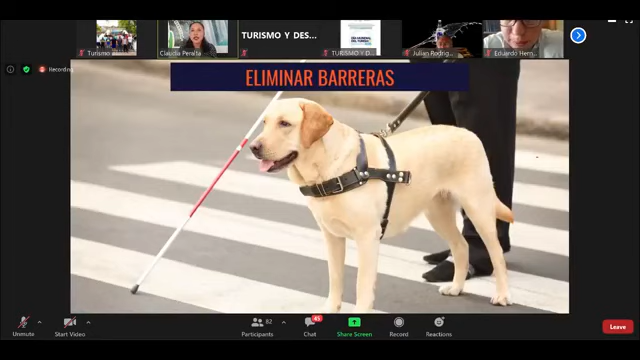 TURISMO Y DES...
Turismo
Claudia Peralta
TURISMO Y D...
Julian Rodrig...
Eduardo Hern...
Recording
ELIMINAR BARRERAS
Unmute
Start Video
82
Participants
45
Chat
Share Screen
Record
Reactions
Leave